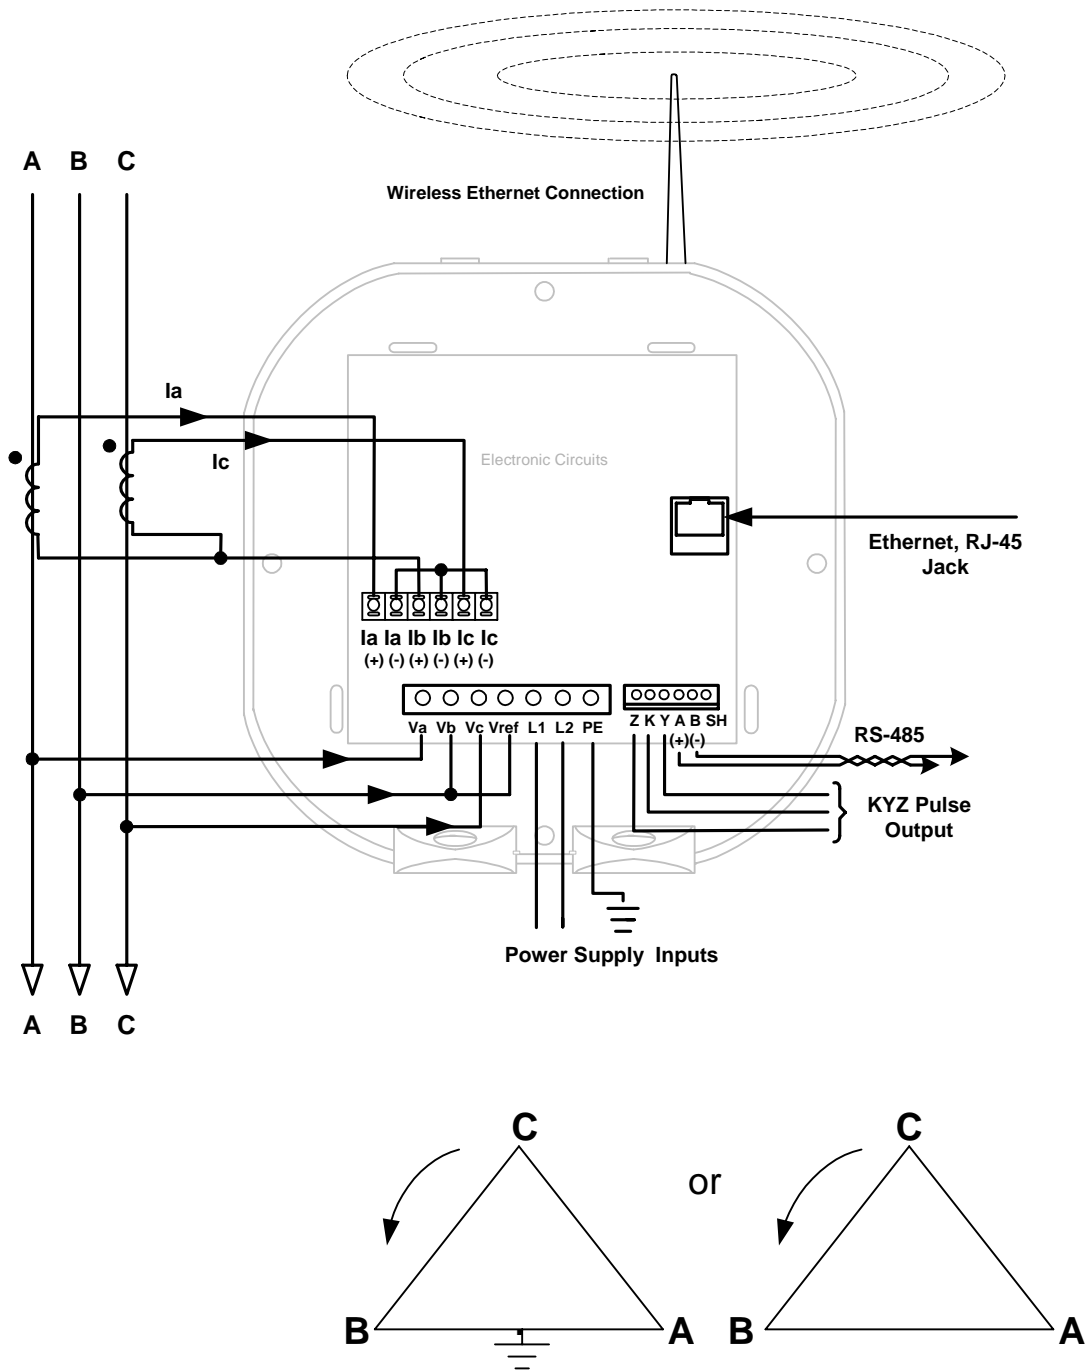 A B C
Wireless Ethernet Connection
Ia
Ic
Electronic Circuits
Ethernet, RJ-45
Jack
Ia Ia Ib Ib Ic Ic
(+) (-) (+) (-) (+) (-)
Va Vb Vc Vref L1 L2 PE
Z K Y A B SH
(+)(-)
RS-485
KYZ Pulse
Output
Power Supply Inputs
A B C
C
B A
or
C
B A